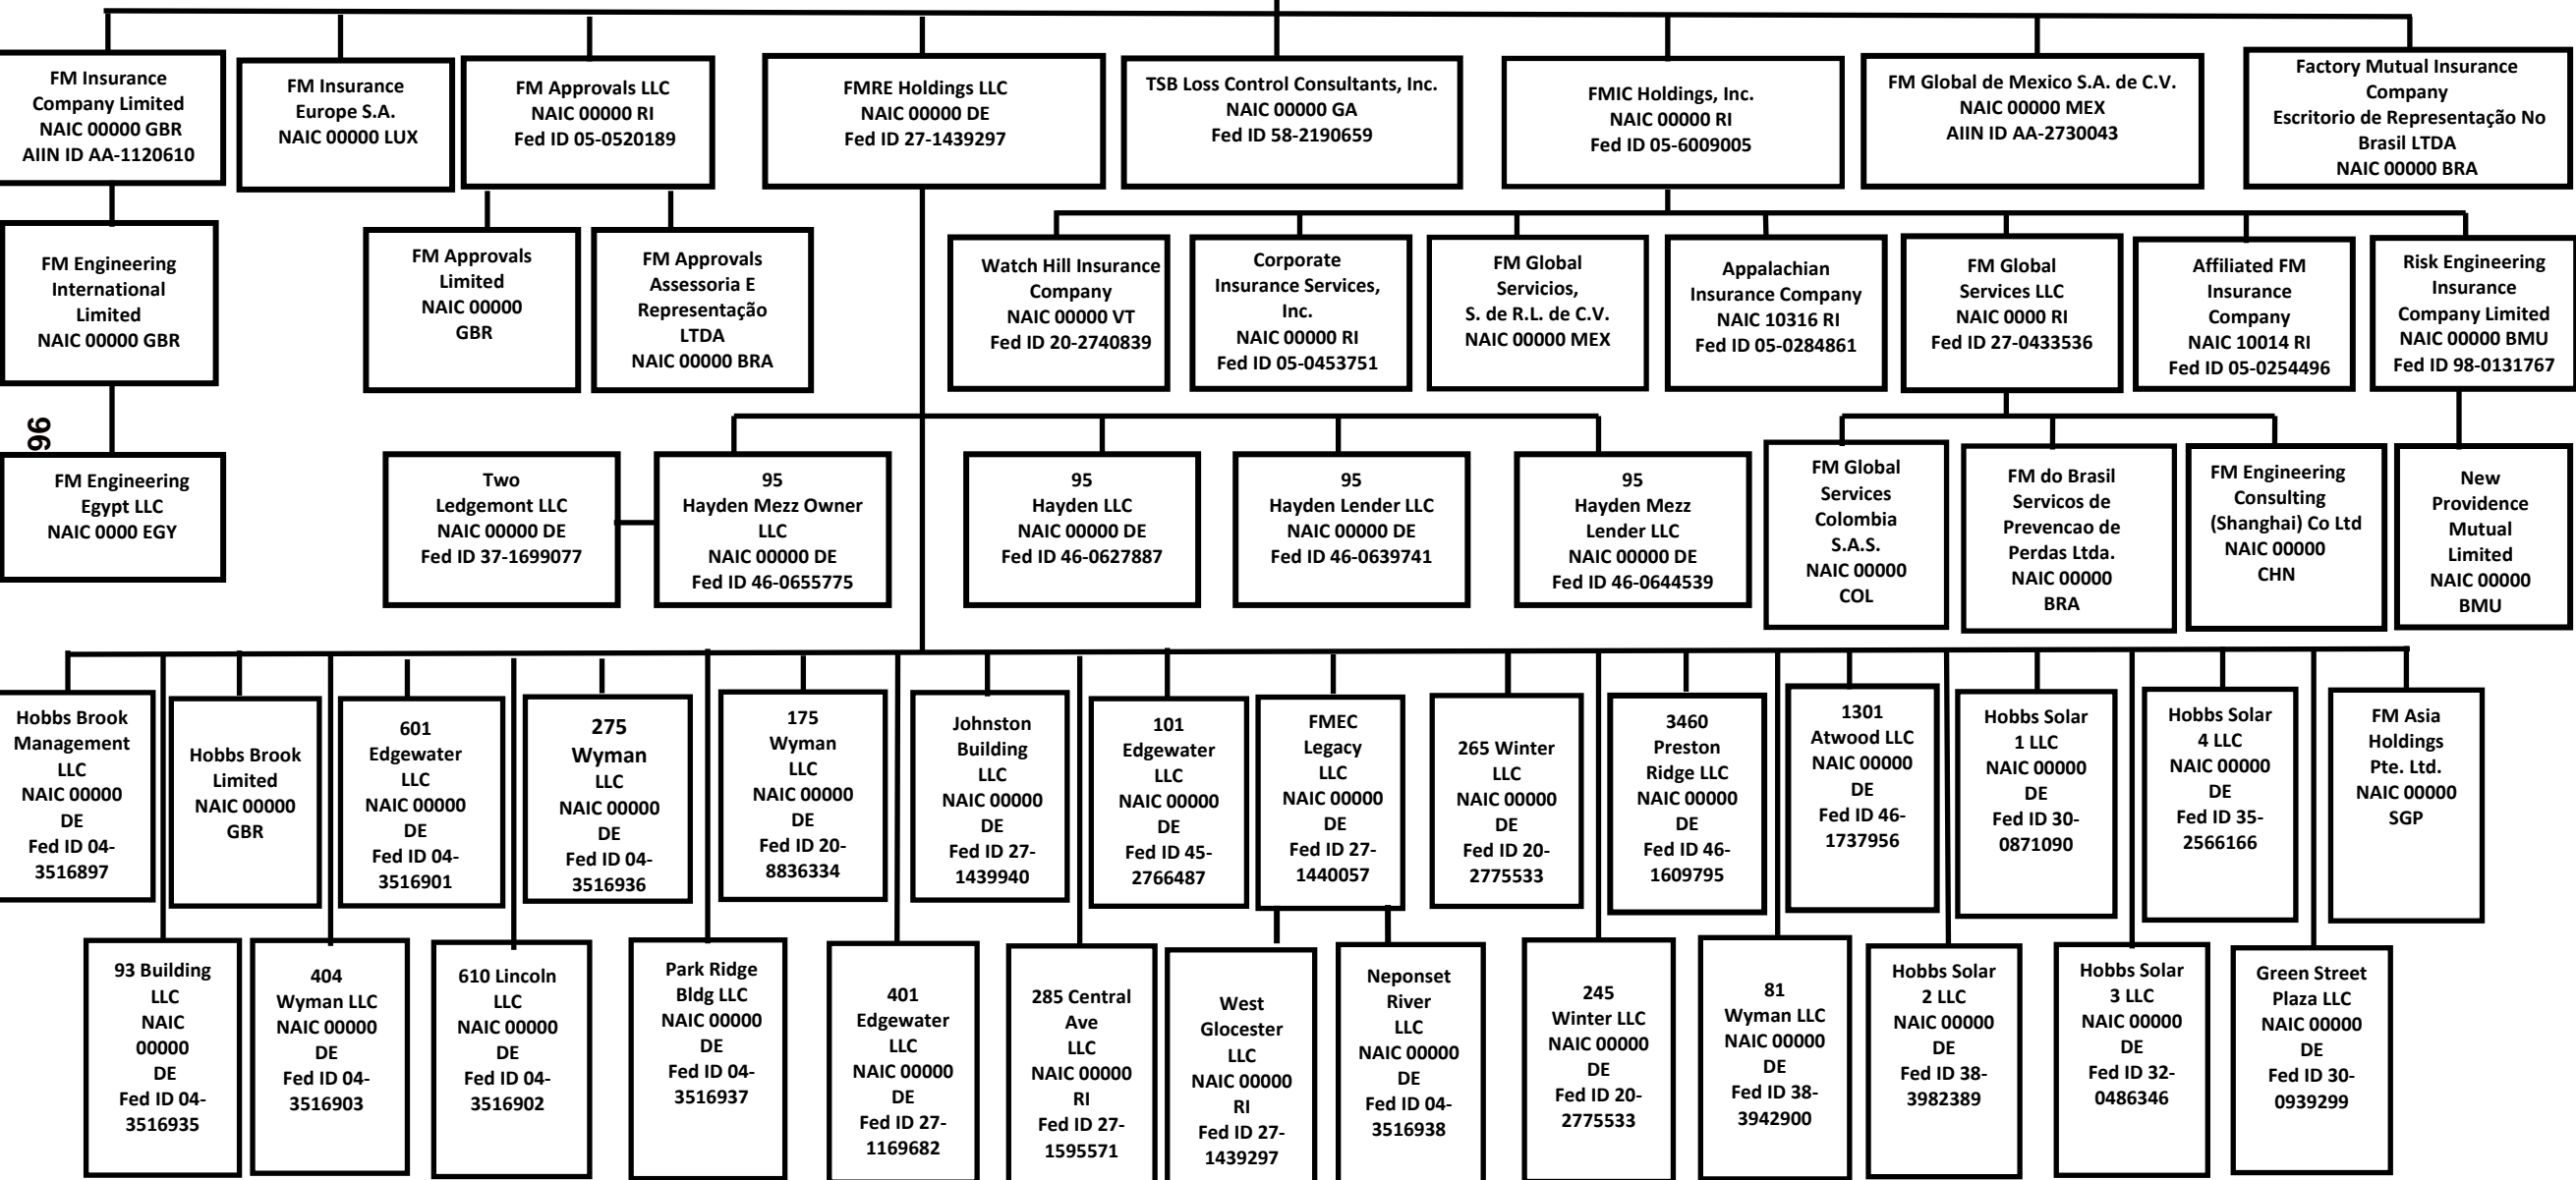 FM Insurance
Company Limited
NAIC 00000 GBR
AIIN ID AA-1120610
FM Insurance
Europe S.A.
NAIC 00000 LUX
FM Approvals LLC
NAIC 00000 RI
Fed ID 05-0520189
FMRE Holdings LLC
NAIC 00000 DE
Fed ID 27-1439297
TSB Loss Control Consultants, Inc.
NAIC 00000 GA
Fed ID 58-2190659
FMIC Holdings, Inc.
NAIC 00000 RI
Fed ID 05-6009005
FM Global de Mexico S.A. de C.V.
NAIC 00000 MEX
AIIN ID AA-2730043
Factory Mutual Insurance
Company
Escritorio de Representação No
Brasil LTDA
NAIC 00000 BRA
FM Engineering
International
Limited
NAIC 00000 GBR
FM Approvals
Limited
NAIC 00000
GBR
FM Approvals
Assessoria E
Representação
LTDA
NAIC 00000 BRA
Watch Hill Insurance
Company
NAIC 00000 VT
Fed ID 20-2740839
Corporate
Insurance Services,
Inc.
NAIC 00000 RI
Fed ID 05-0453751
FM Global
Servicios,
S. de R.L. de C.V.
NAIC 00000 MEX
Appalachian
Insurance Company
NAIC 10316 RI
Fed ID 05-0284861
FM Global
Services LLC
NAIC 0000 RI
Fed ID 27-0433536
Affiliated FM
Insurance
Company
NAIC 10014 RI
Fed ID 05-0254496
Risk Engineering
Insurance
Company Limited
NAIC 00000 BMU
Fed ID 98-0131767
96
FM Engineering
Egypt LLC
NAIC 0000 EGY
Two
Ledgemont LLC
NAIC 00000 DE
Fed ID 37-1699077
95
Hayden Mezz Owner
LLC
NAIC 00000 DE
Fed ID 46-0655775
95
Hayden LLC
NAIC 00000 DE
Fed ID 46-0627887
95
Hayden Lender LLC
NAIC 00000 DE
Fed ID 46-0639741
95
Hayden Mezz
Lender LLC
NAIC 00000 DE
Fed ID 46-0644539
FM Global
Services
Colombia
S.A.S.
NAIC 00000
COL
FM do Brasil
Servicos de
Prevencao de
Perdas Ltda.
NAIC 00000
BRA
FM Engineering
Consulting
(Shanghai) Co Ltd
NAIC 00000
CHN
New
Providence
Mutual
Limited
NAIC 00000
BMU
Hobbs Brook
Management
LLC
NAIC 00000
DE
Fed ID 04-
3516897
Hobbs Brook
Limited
NAIC 00000
GBR
601
Edgewater
LLC
NAIC 00000
DE
Fed ID 04-
3516901
275
Wyman
LLC
NAIC 00000
DE
Fed ID 04-
3516936
175
Wyman
LLC
NAIC 00000
DE
Fed ID 20-
8836334
Johnston
Building
LLC
NAIC 00000
DE
Fed ID 27-
1439940
101
Edgewater
LLC
NAIC 00000
DE
Fed ID 45-
2766487
FMEC
Legacy
LLC
NAIC 00000
DE
Fed ID 27-
1440057
265 Winter
LLC
NAIC 00000
DE
Fed ID 20-
2775533
3460
Preston
Ridge LLC
NAIC 00000
DE
Fed ID 46-
1609795
1301
Atwood LLC
NAIC 00000
DE
Fed ID 46-
1737956
Hobbs Solar
1 LLC
NAIC 00000
DE
Fed ID 30-
0871090
Hobbs Solar
4 LLC
NAIC 00000
DE
Fed ID 35-
2566166
FM Asia
Holdings
Pte. Ltd.
NAIC 00000
SGP
93 Building
LLC
NAIC
00000
DE
Fed ID 04-
3516935
404
Wyman LLC
NAIC 00000
DE
Fed ID 04-
3516903
610 Lincoln
LLC
NAIC 00000
DE
Fed ID 04-
3516902
Park Ridge
Bldg LLC
NAIC 00000
DE
Fed ID 04-
3516937
401
Edgewater
LLC
NAIC 00000
DE
Fed ID 27-
1169682
285 Central
Ave
LLC
NAIC 00000
RI
Fed ID 27-
1595571
West
Glocester
LLC
NAIC 00000
RI
Fed ID 27-
1439297
Neponset
River
LLC
NAIC 00000
DE
Fed ID 04-
3516938
245
Winter LLC
NAIC 00000
DE
Fed ID 20-
2775533
81
Wyman LLC
NAIC 00000
DE
Fed ID 38-
3942900
Hobbs Solar
2 LLC
NAIC 00000
DE
Fed ID 38-
3982389
Hobbs Solar
3 LLC
NAIC 00000
DE
Fed ID 32-
0486346
Green Street
Plaza LLC
NAIC 00000
DE
Fed ID 30-
0939299